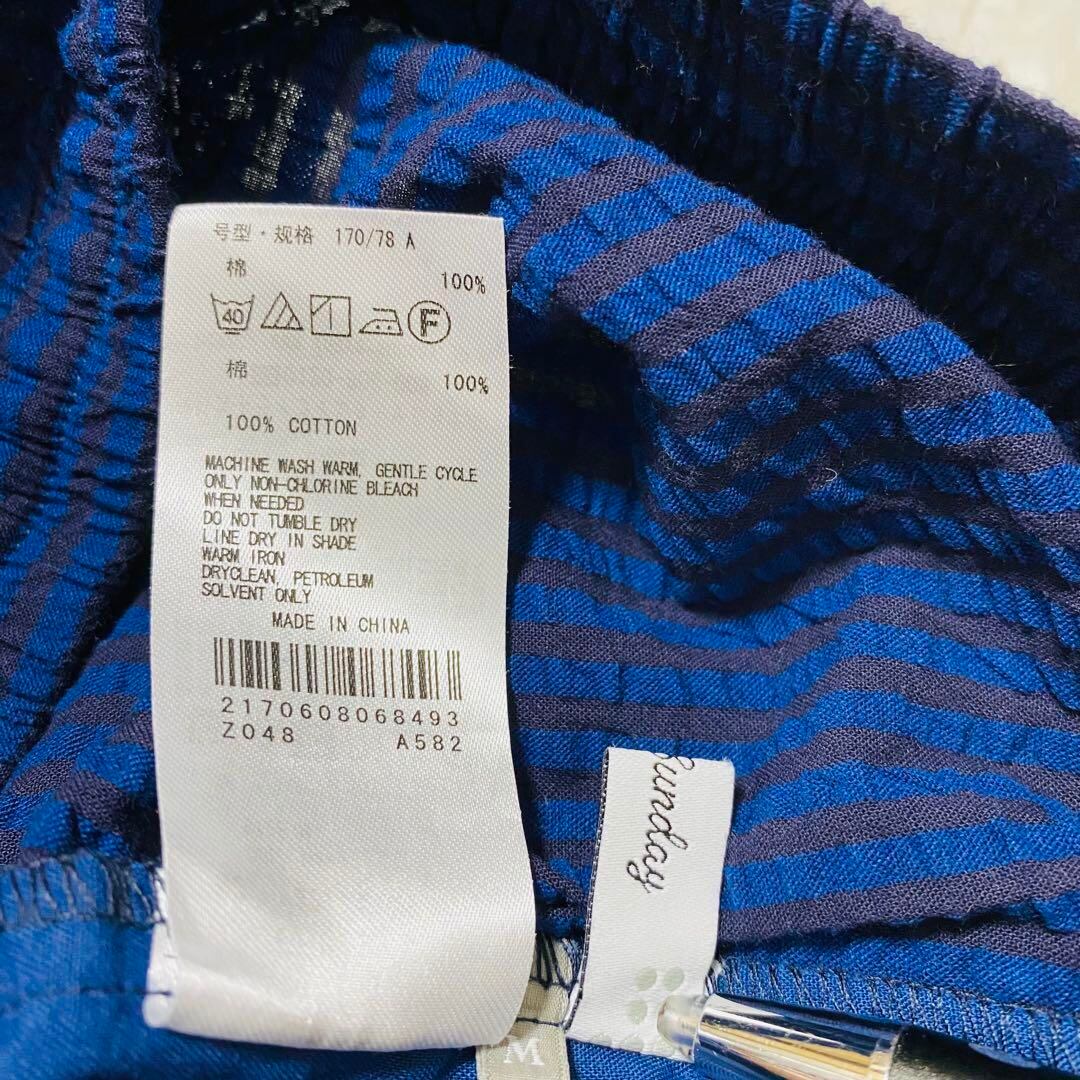 号型・规格 170/78 A
棉
100%
40 F
棉
100%
100% COTTON
MACHINE WASH WARM, GENTLE CYCLE
ONLY NON-CHLORINE BLEACH
WHEN NEEDED
DO NOT TUMBLE DRY
LINE DRY IN SHADE
WARM IRON
DRYCLEAN, PETROLEUM
SOLVENT ONLY
MADE IN CHINA
2170608068493
Z048 A582
Sunday
M